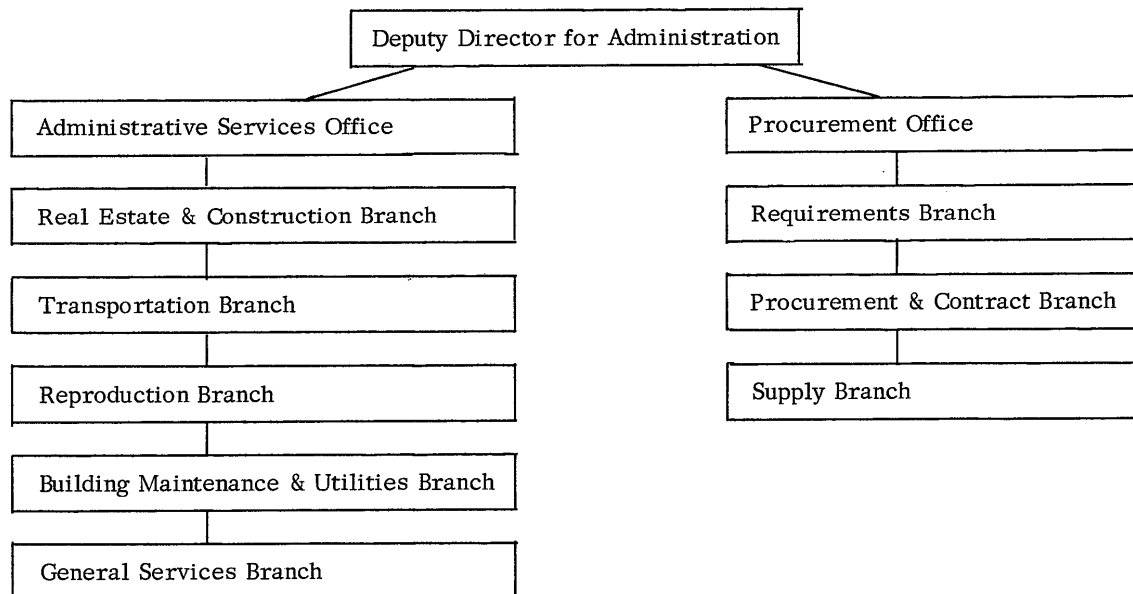 Deputy Director for Administration
Administrative Services Office
Real Estate & Construction Branch
Transportation Branch
Reproduction Branch
Building Maintenance & Utilities Branch
General Services Branch
Procurement Office
Requirements Branch
Procurement & Contract Branch
Supply Branch